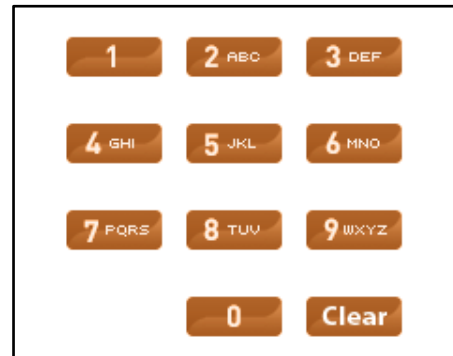 1 2 ABC 3 DEF
4 GHI 5 JKL 6 MNO
7 PQRS 8 TUV 9 WXYZ
0 Clear